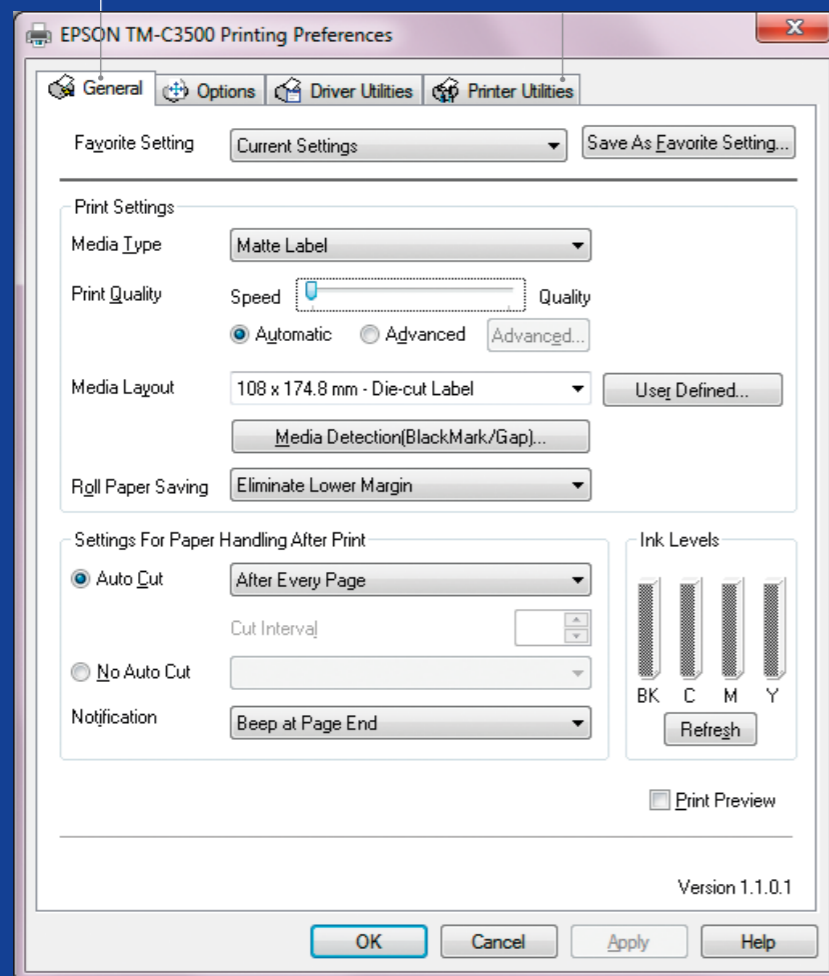 EPSON TM-C3500 Printing Preferences
General Options Driver Utilities Printer Utilities
Favorite Setting Current Settings Save As Favorite Setting...
Print Settings
Media Type Matte Label
Print Quality Speed Quality
Automatic Advanced Advanced...
Media Layout 108 x 174.8 mm - Die-cut Label User Defined...
Media Detection(BlackMark/Gap)...
Roll Paper Saving Eliminate Lower Margin
Settings For Paper Handling After Print Ink Levels
Auto Cut After Every Page
Cut Interval
No Auto Cut
BK C M Y
Notification Beep at Page End Refresh
Print Preview
Version 1.1.0.1
OK Cancel Apply Help